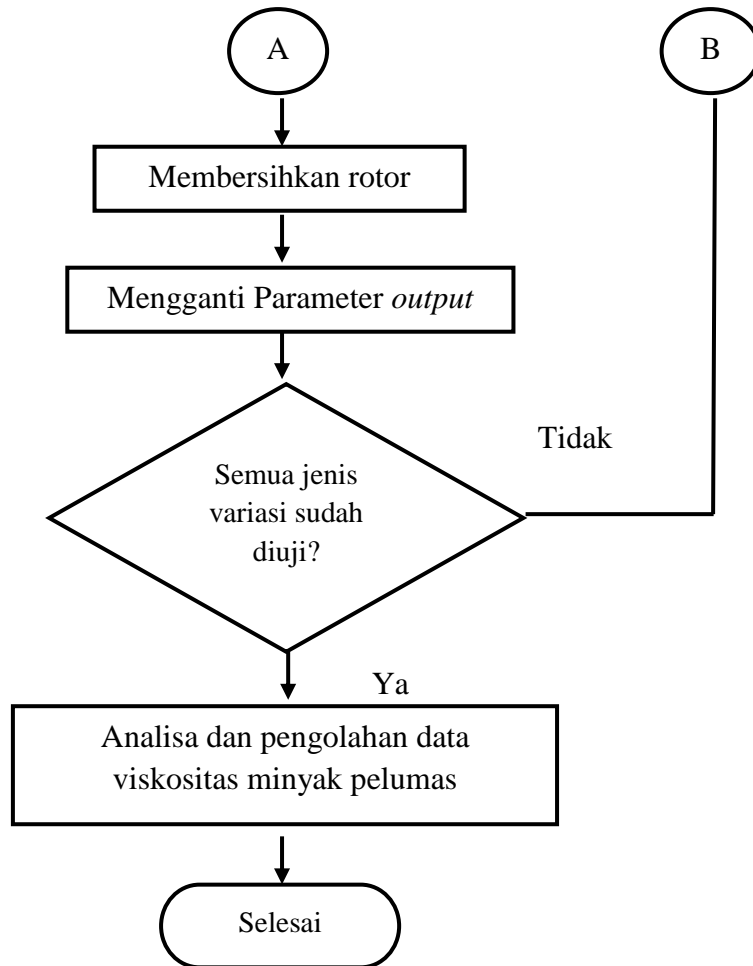 A
B
Membersihkan rotor
Mengganti Parameter output
Tidak
Semua jenis
variasi sudah
diuji?
Ya
Analisa dan pengolahan data
viskositas minyak pelumas
Selesai